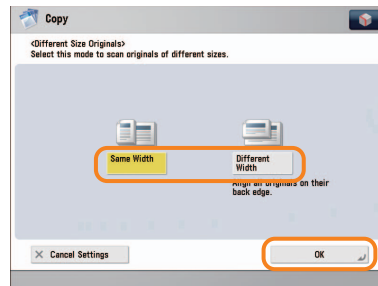 Copy
<Different Size Originals>
Select this mode to scan originals of different sizes.
Same Width
Different
Width
Align all originals on their
back edge.
Cancel Settings
OK